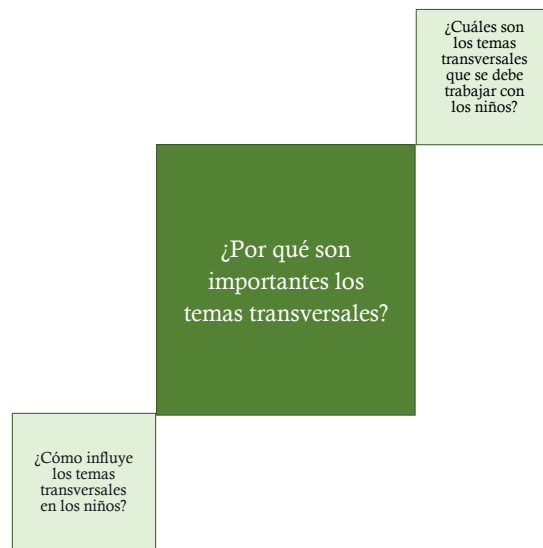 ¿Cuáles son
los temas
transversales
que se debe
trabajar con
los niños?
¿Por qué son
importantes los
temas transversales?
¿Cómo influye
los temas
transversales
en los niños?